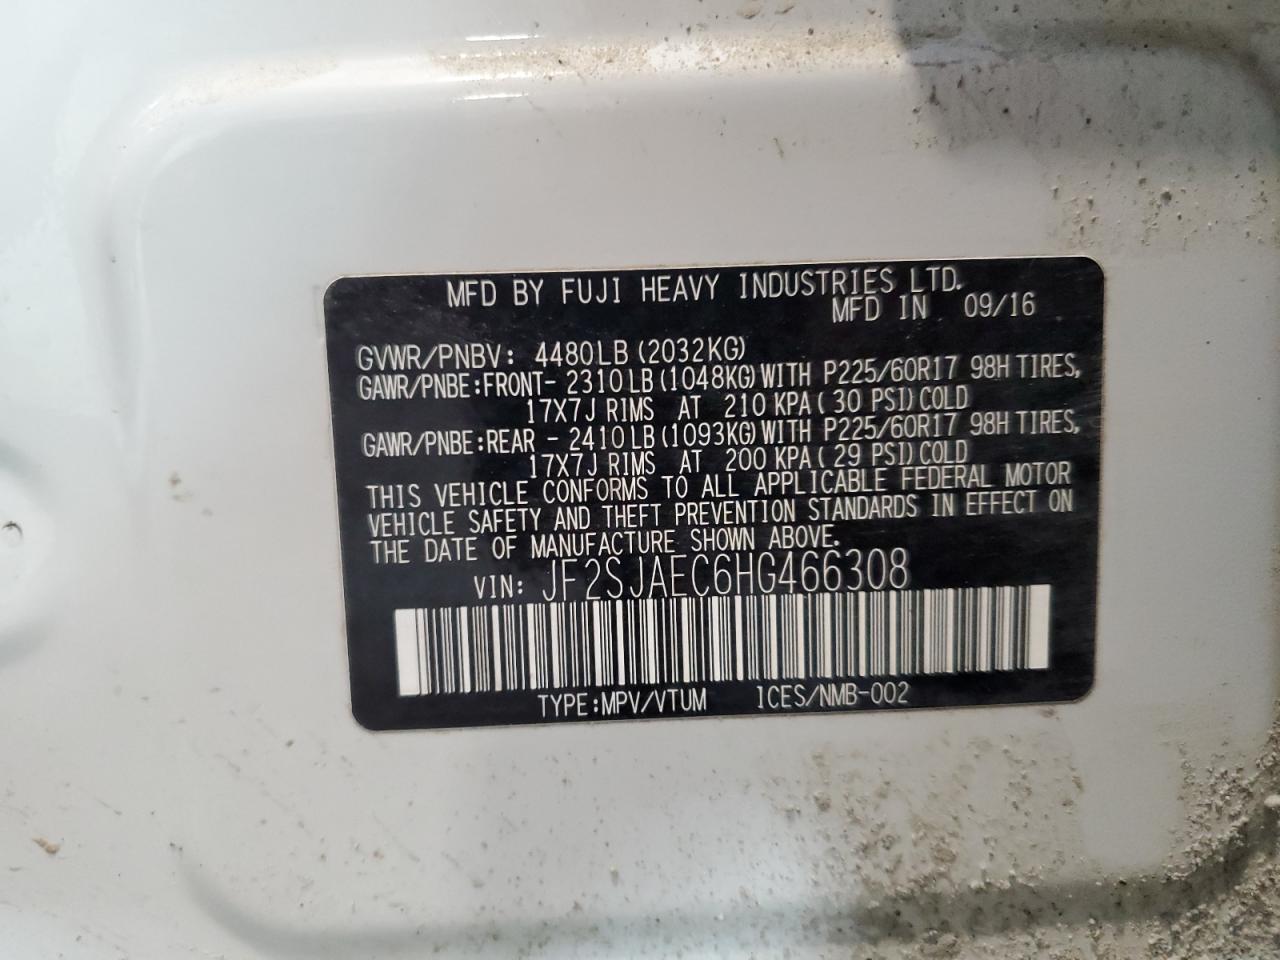 MFD BY FUJI HEAVY INDUSTRIES LTD.
MFD IN 09/16
GVWR/PNBV: 4480LB(2032KG)
GAWR/PNBE:FRONT- 2310LB(1048KG)WITH P225/60R17 98H TIRES,
17X7J RIMS AT 210 KPA( 30 PSI)COLD
GAWR/PNBE:REAR - 2410LB(1093KG)WITH P225/60R17 98H TIRES,
17X7J RIMS AT 200 KPA( 29 PSI)COLD
THIS VEHICLE CONFORMS TO ALL APPLICABLE FEDERAL MOTOR
VEHICLE SAFETY AND THEFT PREVENTION STANDARDS IN EFFECT ON
THE DATE OF MANUFACTURE SHOWN ABOVE.
VIN: JF2SJAEC6HG466308
TYPE:MPV/VTUM ICES/NMB-002